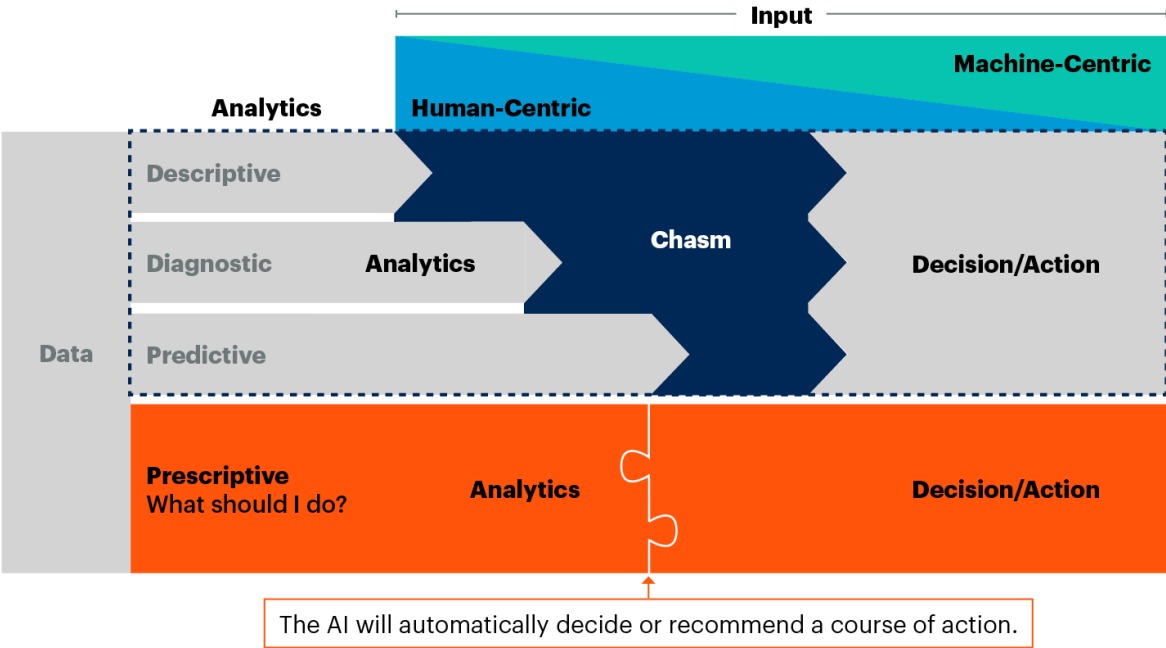 Input
Machine-Centric
Analytics
Human-Centric
Descriptive
Chasm
Diagnostic
Analytics
Decision/Action
Data
Predictive
Prescriptive
What should I do?
Analytics
Decision/Action
The AI will automatically decide or recommend a course of action.